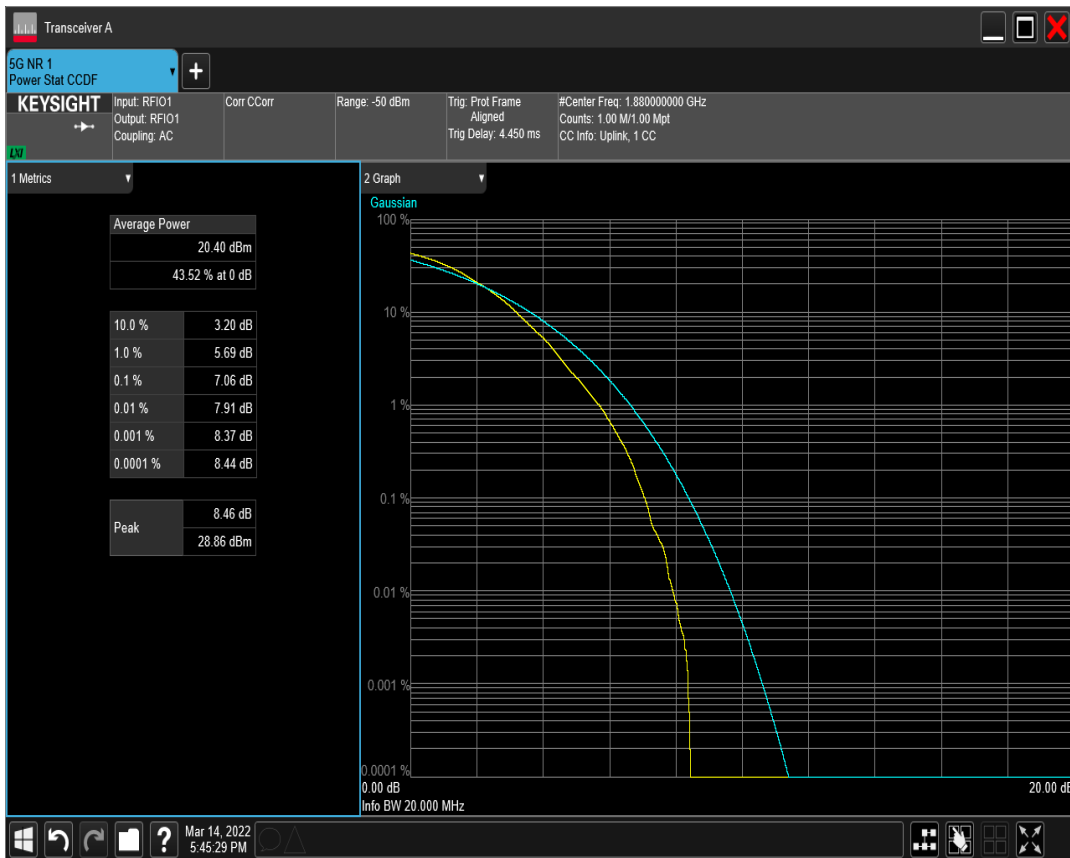 Transceiver A
5G NR 1
Power Stat CCDF
+
KEYSIGHT
LXI
Input: RFIO1
Output: RFIO1
Coupling: AC
Corr CCorr
Range: -50 dBm
Trig: Prot Frame
Aligned
Trig Delay: 4.450 ms
#Center Freq: 1.880000000 GHz
Counts: 1.00 M/1.00 Mpt
CC Info: Uplink, 1 CC
1 Metrics
Average Power
20.40 dBm
43.52 % at 0 dB
10.0 % 3.20 dB
1.0 % 5.69 dB
0.1 % 7.06 dB
0.01 % 7.91 dB
0.001 % 8.37 dB
0.0001 % 8.44 dB
Peak
8.46 dB
28.86 dBm
2 Graph
Gaussian
100 %
10 %
1 %
0.1 %
0.01 %
0.001 %
0.0001 %
0.00 dB
20.00 dB
Info BW 20.000 MHz
?
Mar 14, 2022
5:45:29 PM